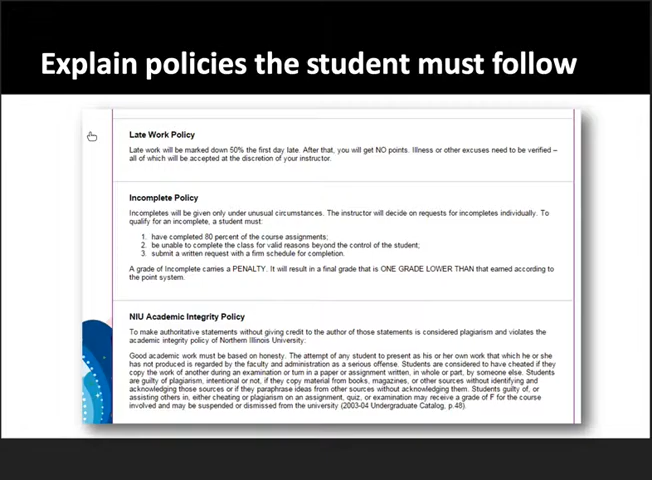 Explain policies the student must follow
Late Work Policy
Late work will be marked down 50% the first day late. After that, you will get NO points. Illness or other excuses need to be verified –
all of which will be accepted at the discretion of your instructor.
Incomplete Policy
Incompletes will be given only under unusual circumstances. The instructor will decide on requests for incompletes individually. To
qualify for an incomplete, a student must:
1. have completed 80 percent of the course assignments;
2. be unable to complete the class for valid reasons beyond the control of the student;
3. submit a written request with a firm schedule for completion.
A grade of Incomplete carries a PENALTY. It will result in a final grade that is ONE GRADE LOWER THAN that earned according to
the point system.
NIU Academic Integrity Policy
To make authoritative statements without giving credit to the author of those statements is considered plagiarism and violates the
academic integrity policy of Northern Illinois University:
Good academic work must be based on honesty. The attempt of any student to present as his or her own work that which he or she
has not produced is regarded by the faculty and administration as a serious offense. Students are considered to have cheated if they
copy the work of another during an examination or turn in a paper or assignment written, in whole or part, by someone else. Students
are guilty of plagiarism, intentional or not, if they copy material from books, magazines, or other sources without identifying and
acknowledging those sources or if they paraphrase ideas from such sources without acknowledging them. Students guilty of, or
assisting others in, either cheating or plagiarism on an assignment, quiz, or examination may receive a grade of F for the course
involved and may be suspended or dismissed from the university (2003-04 Undergraduate Catalog, p.48).